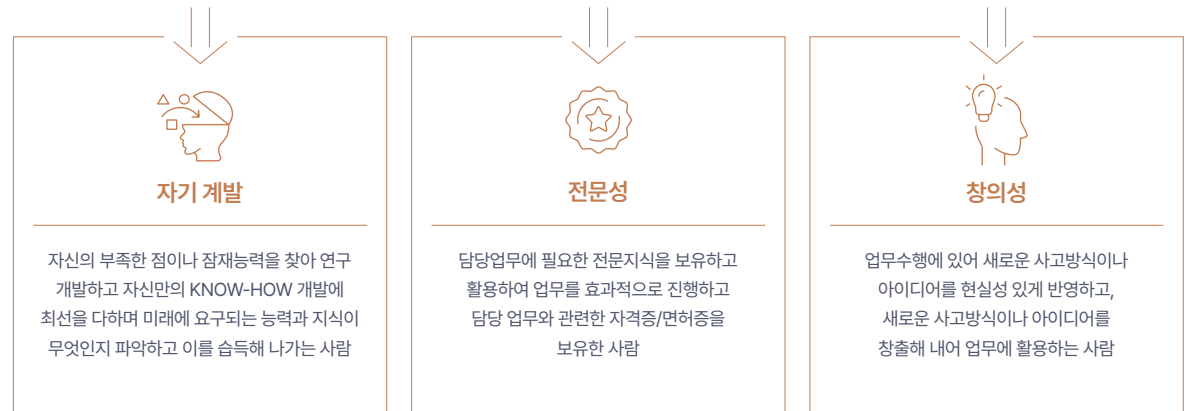 자기 계발
자신의 부족한 점이나 잠재능력을 찾아 연구
개발하고 자신만의 KNOW-HOW 개발에
최선을 다하며 미래에 요구되는 능력과 지식이
무엇인지 파악하고 이를 습득해 나가는 사람
전문성
담당업무에 필요한 전문지식을 보유하고
활용하여 업무를 효과적으로 진행하고
담당 업무와 관련한 자격증/면허증을
보유한 사람
창의성
업무수행에 있어 새로운 사고방식이나
아이디어를 현실성 있게 반영하고,
새로운 사고방식이나 아이디어를
창출해 내어 업무에 활용하는 사람